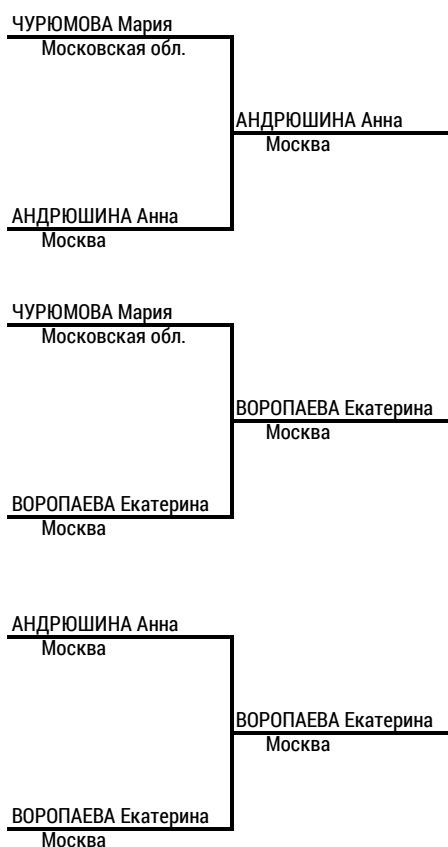 ЧУРЮМОВА Мария
Московская обл.
АНДРЮШИНА Анна
Москва
АНДРЮШИНА Анна
Москва
ЧУРЮМОВА Мария
Московская обл.
ВОРОПАЕВА Екатерина
Москва
ВОРОПАЕВА Екатерина
Москва
АНДРЮШИНА Анна
Москва
ВОРОПАЕВА Екатерина
Москва
ВОРОПАЕВА Екатерина
Москва